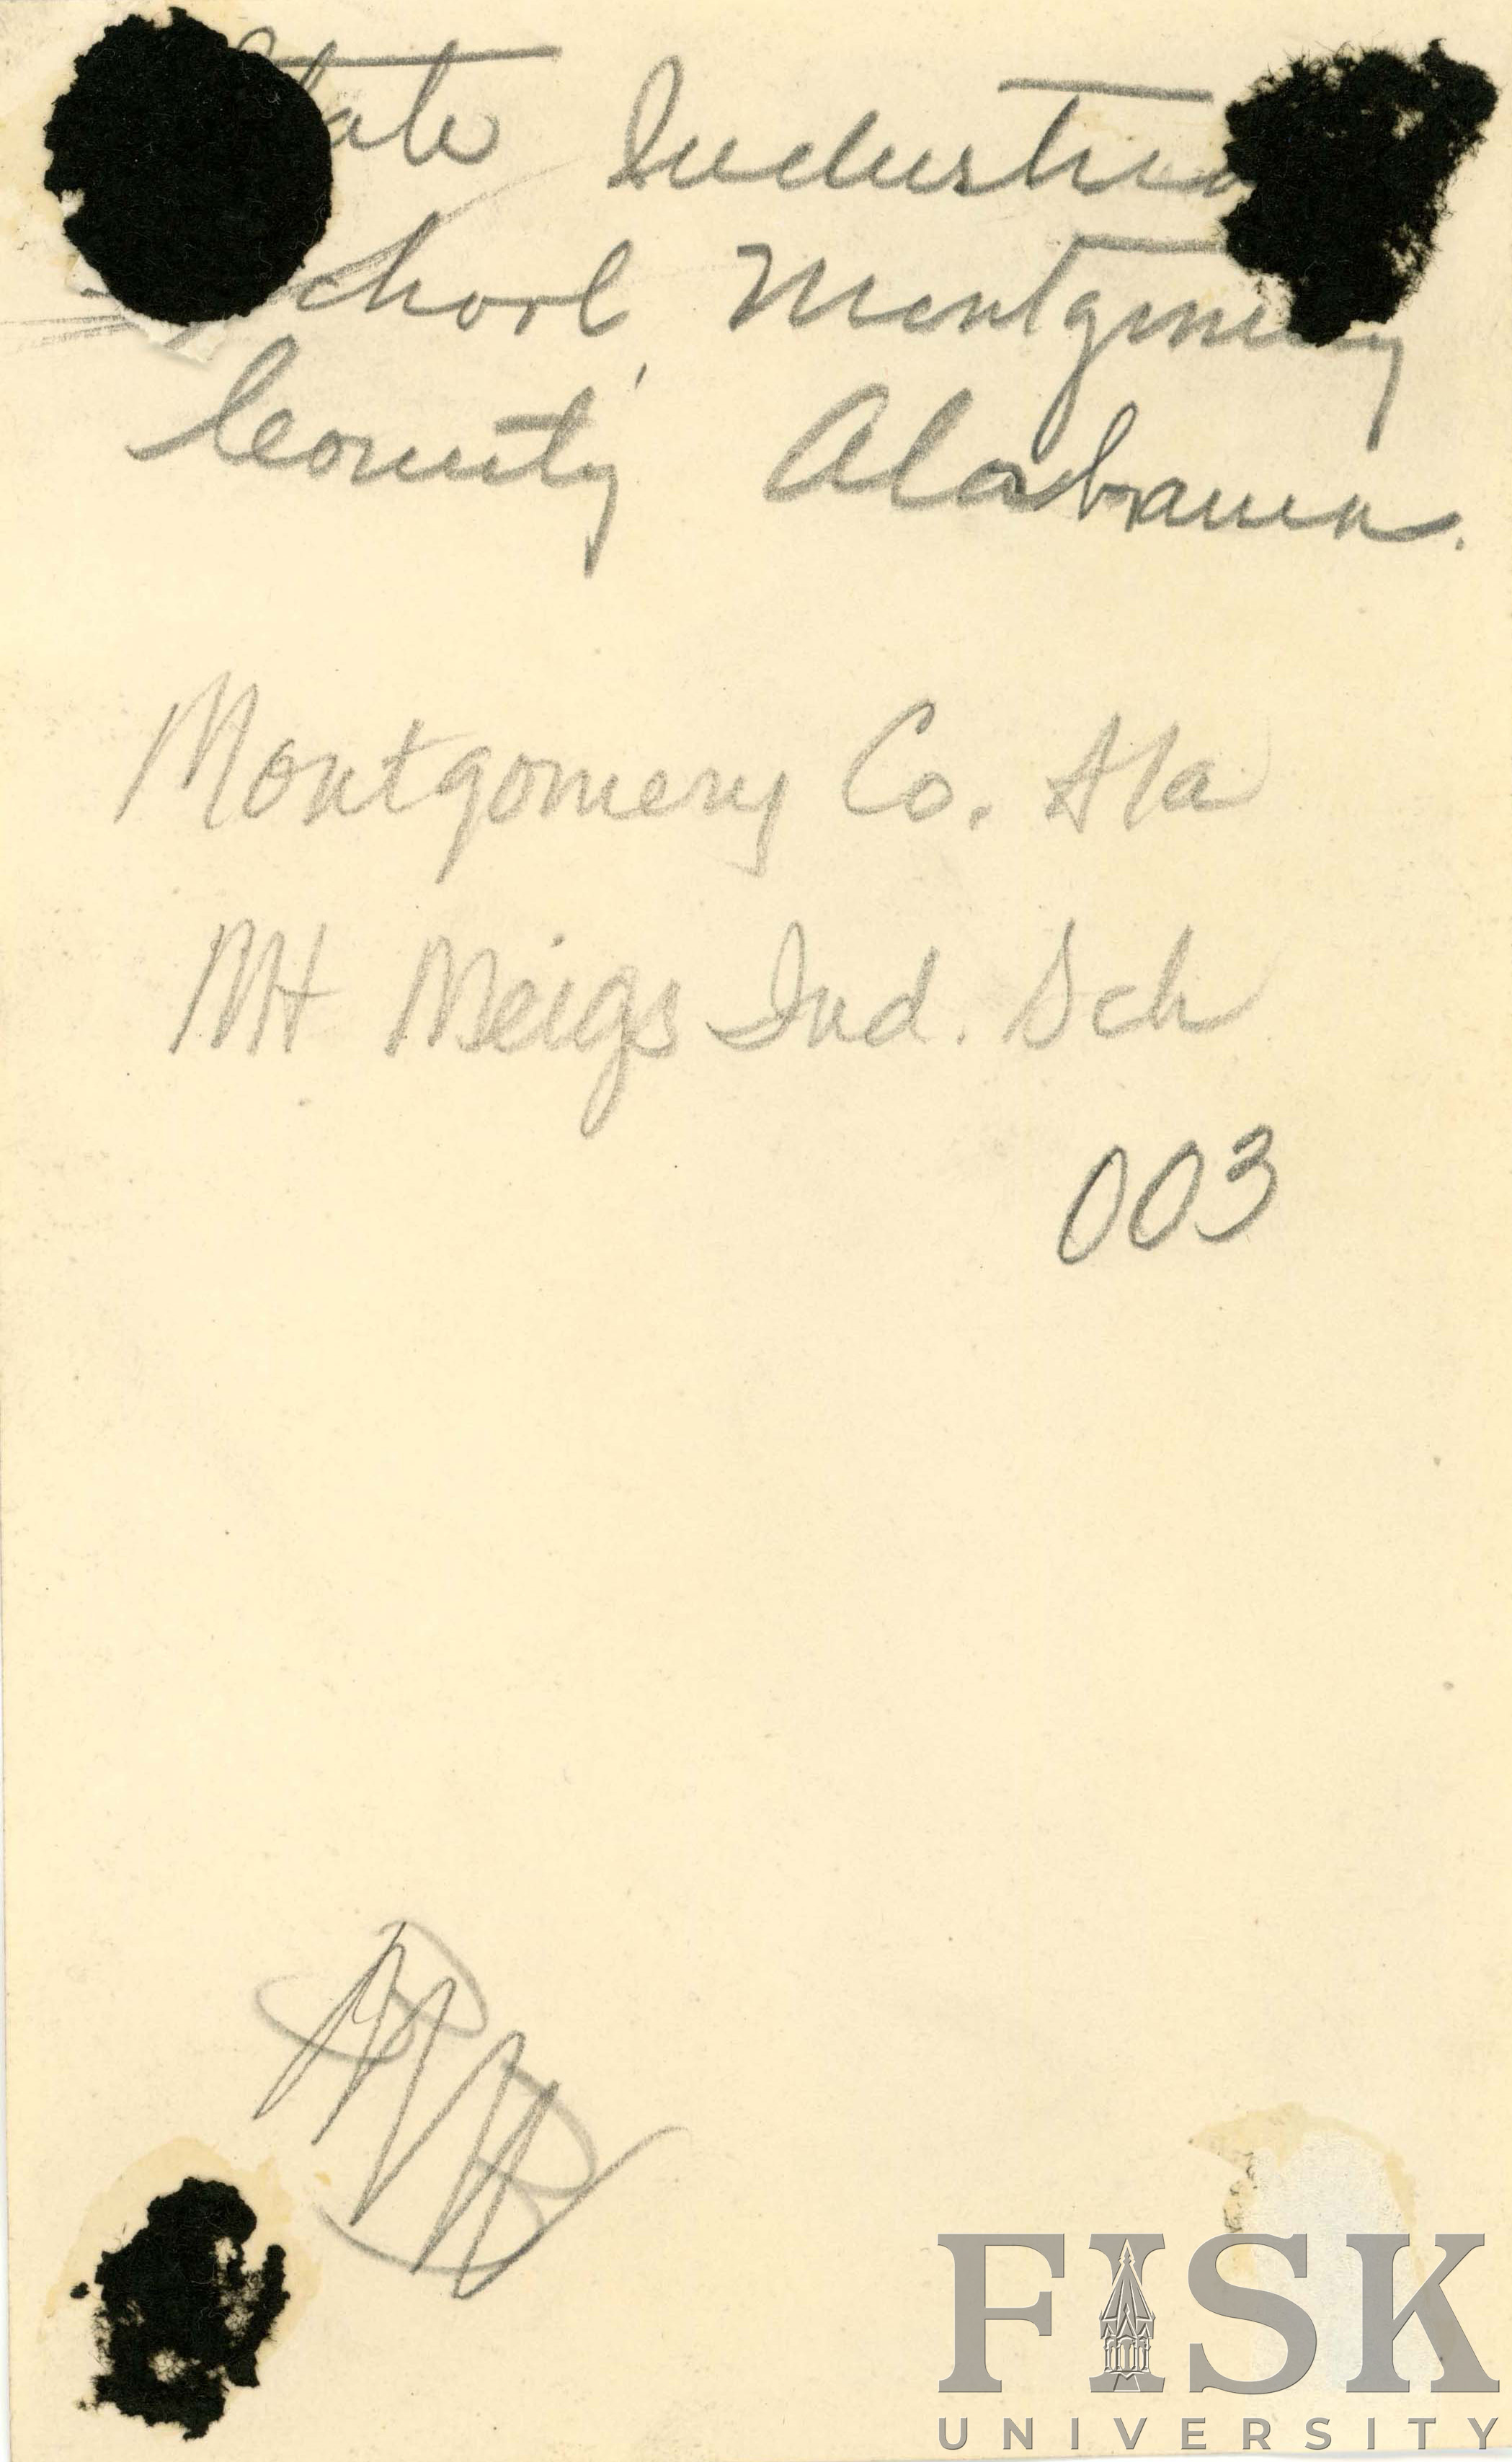 State Industrial
School, Montgomery
County Alabama.
Montgomery Co. Ala
Mt Meigs Ind. Sch
003
FISK
UNIVERSITY